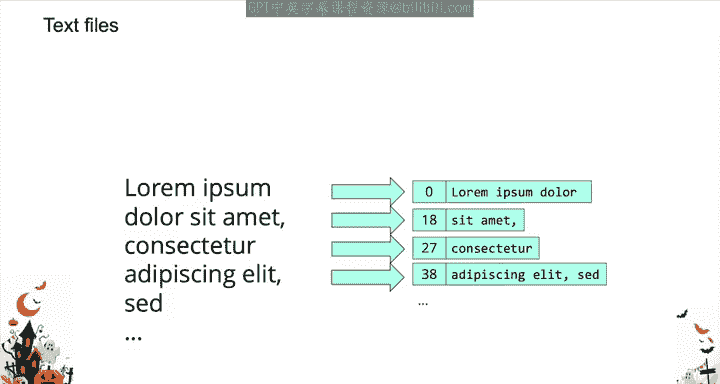 Text files
Lorem ipsum
dolor sit amet,
consectetur
adipiscing elit,
sed
...
0 Lorem ipsum dolor
18 sit amet,
27 consectetur
38 adipiscing elit, sed
...